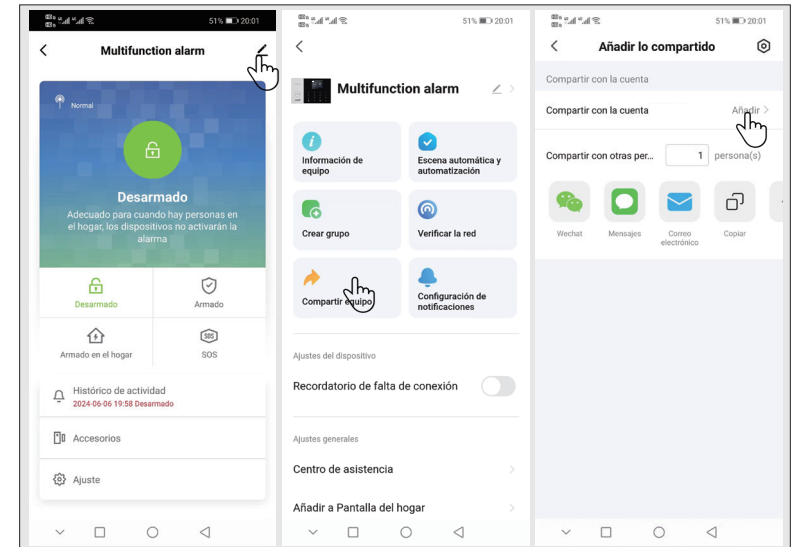 51% 20:01
Multifunction alarm
Normal
Desarmado
Adecuado para cuando hay personas en
el hogar, los dispositivos no activarán la
alarma
Desarmado
Armado
Armado en el hogar
SOS
SOS
Histórico de actividad
2024-06-06 19:58 Desarmado
Accesorios
Ajuste
51% 20:01
Multifunction alarm
Información de
equipo
Escena automática y
automatización
Crear grupo
Verificar la red
Compartir equipo
Configuración de
notificaciones
Ajustes del dispositivo
Recordatorio de falta de conexión
Ajustes generales
Centro de asistencia
Añadir a Pantalla del hogar
51% 20:01
Añadir lo compartido
Compartir con la cuenta
Compartir con la cuenta
Añadir
Compartir con otras per...
1
persona(s)
Wechat
Mensajes
Correo
electrónico
Copiar